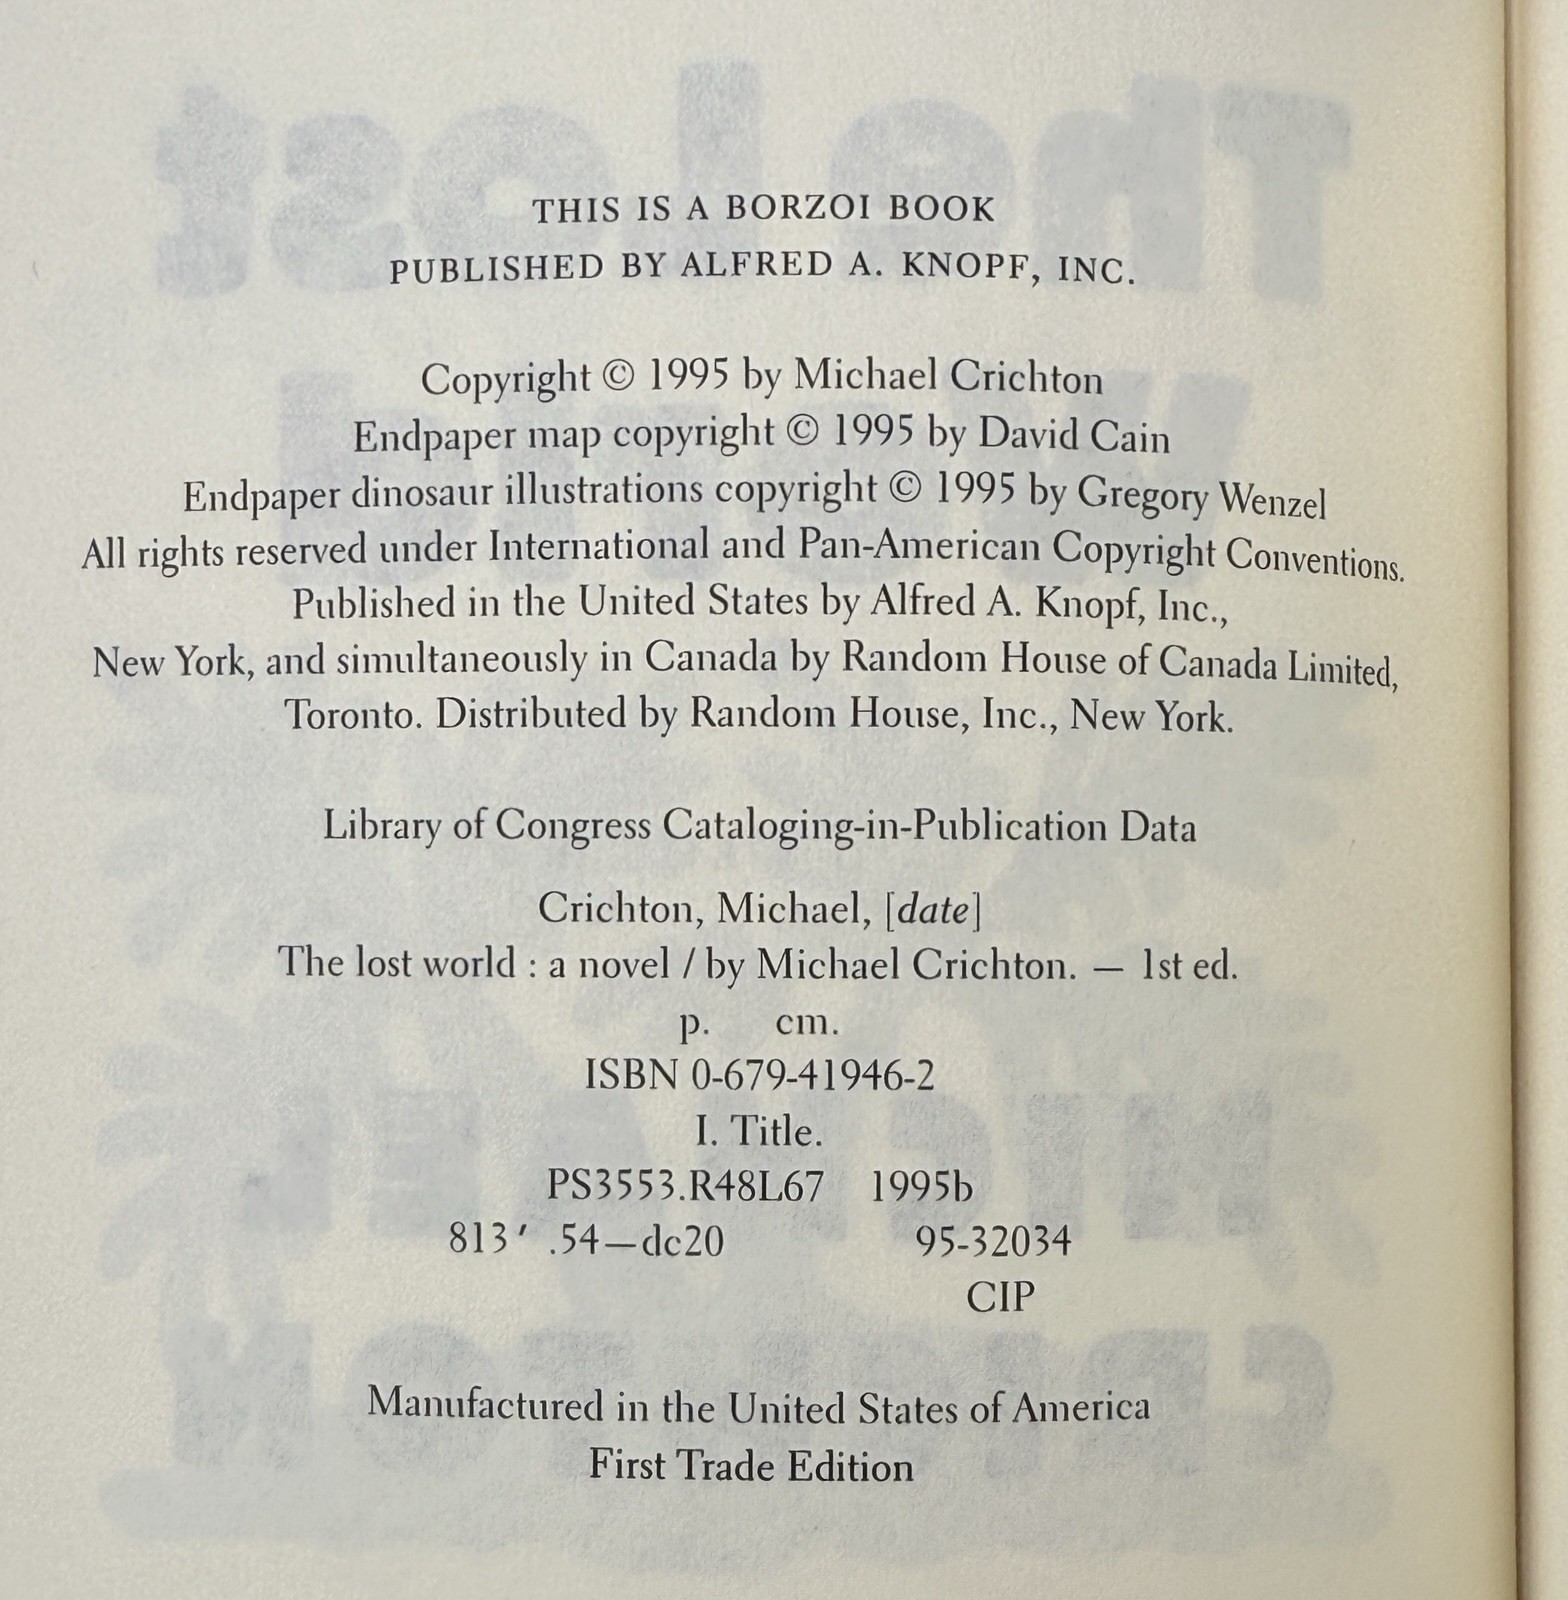 THIS IS A BORZOI BOOK
PUBLISHED BY ALFRED A. KNOPF, INC.
Copyright © 1995 by Michael Crichton
Endpaper map copyright © 1995 by David Cain
Endpaper dinosaur illustrations copyright © 1995 by Gregory Wenzel
All rights reserved under International and Pan-American Copyright Conventions.
Published in the United States by Alfred A. Knopf, Inc.,
New York, and simultaneously in Canada by Random House of Canada Limited,
Toronto. Distributed by Random House, Inc., New York.
Library of Congress Cataloging-in-Publication Data
Crichton, Michael, [date]
The lost world : a novel / by Michael Crichton. — 1st ed.
p. cm.
ISBN 0-679-41946-2
I. Title.
PS3553.R48L67 1995b
813′ .54—dc20 95-32034
CIP
Manufactured in the United States of America
First Trade Edition